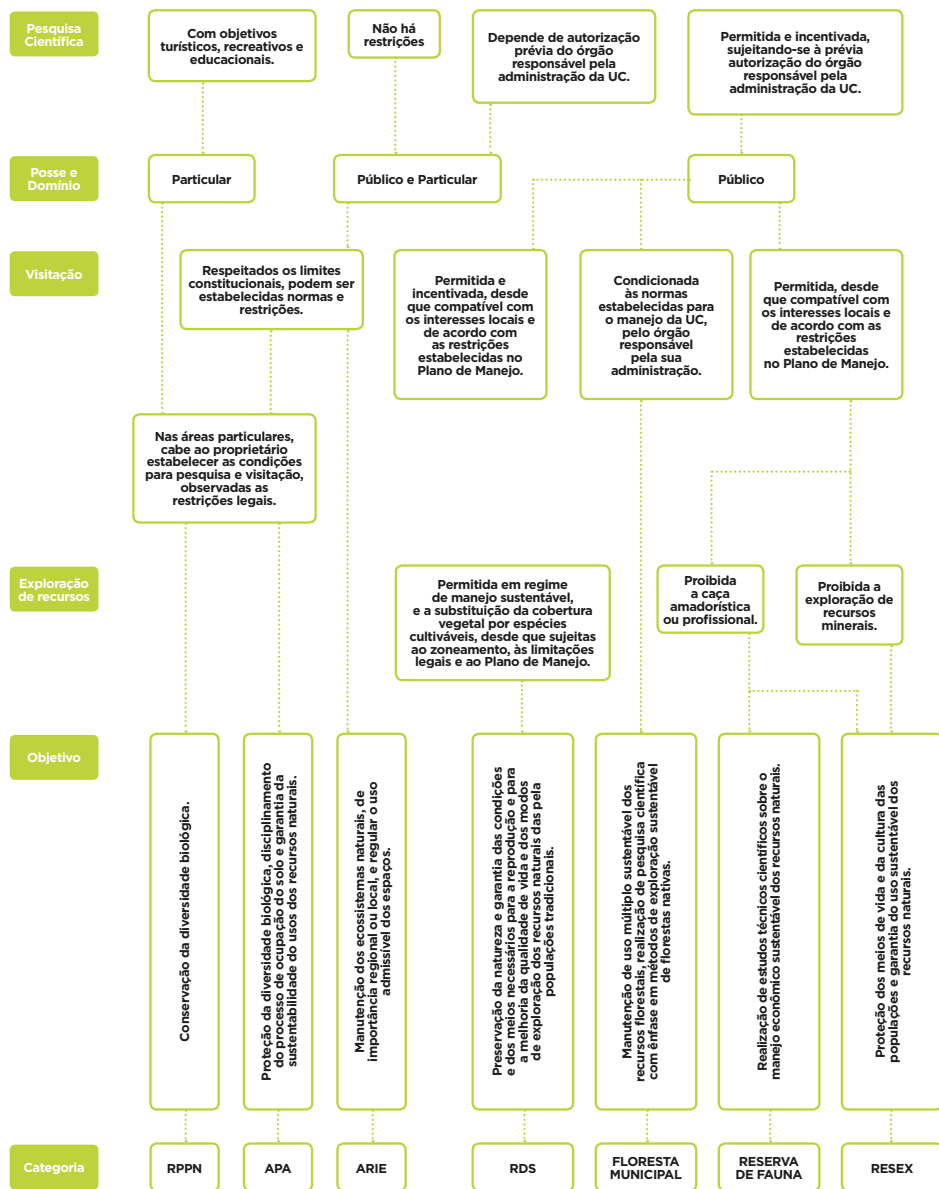 Pesquisa
Científica
Com objetivos
turísticos, recreativos e
educacionais.
Não há
restrições
Depende de autorização
prévia do órgão
responsável pela
administração da UC.
Permitida e incentivada,
sujeitando-se à prévia
autorização do órgão
responsável pela
administração da UC.
Posse e
Domínio
Particular
Público e Particular
Público
Visitação
Respeitados os limites
constitucionais, podem ser
estabelecidas normas e
restrições.
Permitida e
incentivada, desde
que compatível com
os interesses locais e
de acordo com
as restrições
estabelecidas no
Plano de Manejo.
Condicionada
às normas
estabelecidas para
o manejo da UC,
pelo órgão
responsável
pela sua
administração.
Permitida, desde
que compatível com
os interesses locais e
de acordo com as
restrições
estabelecidas
no Plano de Manejo.
Nas áreas particulares,
cabe ao proprietário
estabelecer as condições
para pesquisa e visitação,
observadas as
restrições legais.
Exploração
de recursos
Permitida em regime
de manejo sustentável,
e a substituição da cobertura
vegetal por espécies
cultiváveis, desde que sujeitas
ao zoneamento, às limitações
legais e ao Plano de Manejo.
Proibida
a caça
amadorística
ou profissional.
Proibida a
exploração de
recursos
minerais.
Objetivo
Conservação da diversidade biológica.
Proteção da diversidade biológica, disciplinamento
do processo de ocupação do solo e garantia da
sustentabilidade do usos dos recursos naturais.
Manutenção dos ecossistemas naturais, de
importância regional ou local, e regular o uso
admissível dos espaços.
Preservação da natureza e garantia das condições
e dos meios necessários para a reprodução e para
a melhoria da qualidade de vida e dos modos
de exploração dos recursos naturais das pela
populações tradicionais.
Manutenção de uso múltiplo sustentável dos
recursos florestais, realização de pesquisa científica
com ênfase em métodos de exploração sustentável
de florestas nativas.
Realização de estudos técnicos científicos sobre o
manejo econômico sustentável dos recursos naturais.
Proteção dos meios de vida e da cultura das
populações e garantia do uso sustentável dos
recursos naturais.
Categoria
RPPN
APA
ARIE
RDS
FLORESTA
MUNICIPAL
RESERVA
DE FAUNA
RESEX